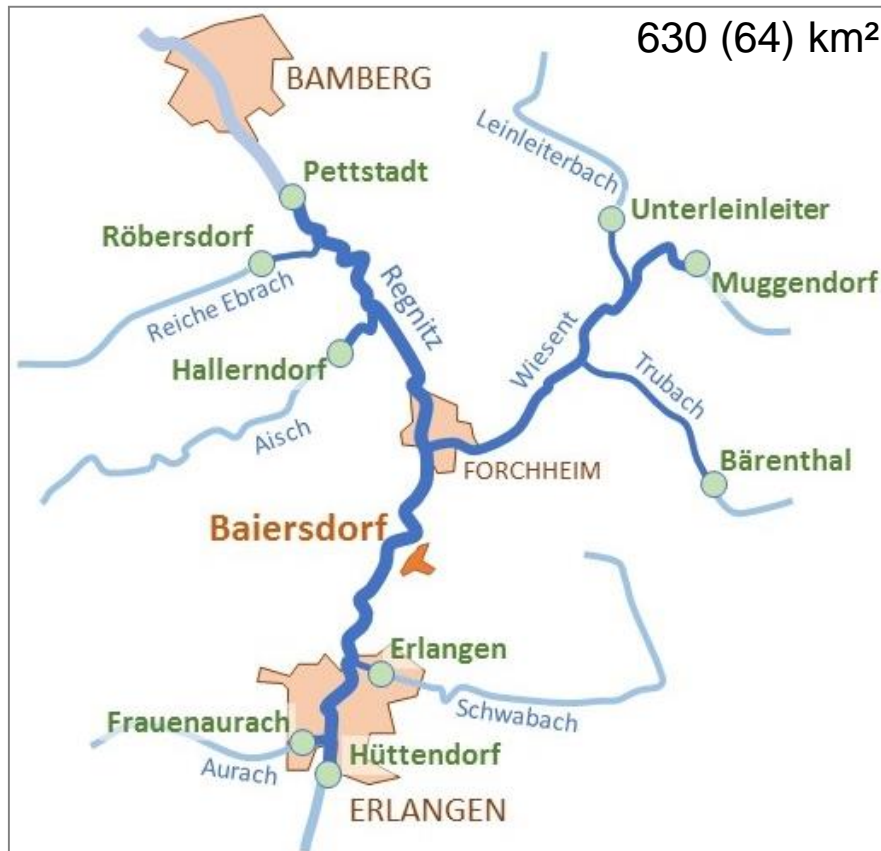 630 (64) km²
BAMBERG
Leinleiterbach
Pettstadt
Unterleinleiter
Röbersdorf
Muggendorf
Reiche Ebrach
Regnitz
Wiesent
Hallerndorf
Trubach
Aisch
FORCHHEIM
Bärenthal
Baiersdorf
Erlangen
Schwabach
Frauenaurach
Hüttendorf
Aurach
ERLANGEN